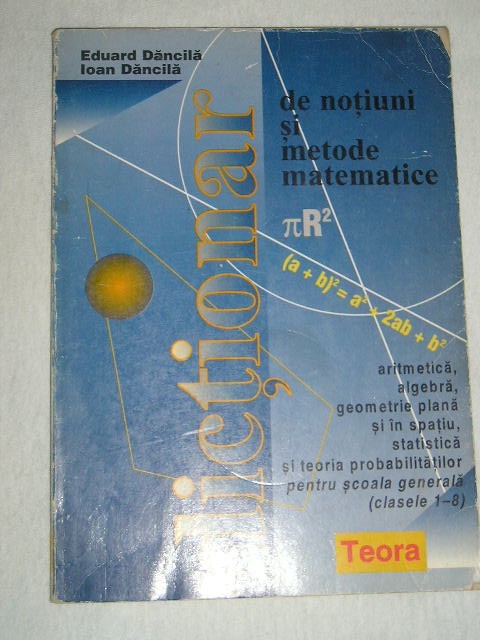 Eduard Dăncilă
Ioan Dăncilă
dicționar
de noțiuni
și
metode
matematice
πR²
(a + b)² = a² + 2ab + b²
aritmetică,
algebră,
geometrie plană
și în spațiu,
statistică
și teoria probabilităților
pentru școala generală
(clasele 1-8)
Teora